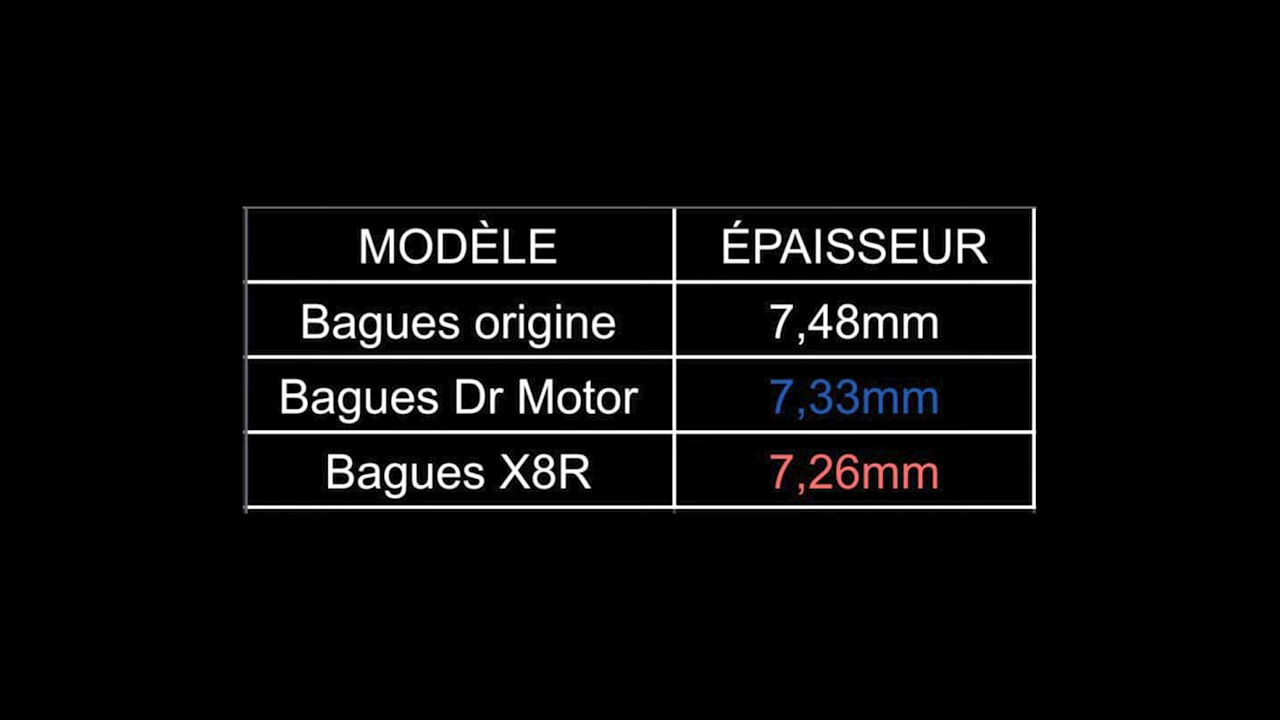 MODÈLE ÉPAISSEUR
Bagues origine 7,48mm
Bagues Dr Motor 7,33mm
Bagues X8R 7,26mm